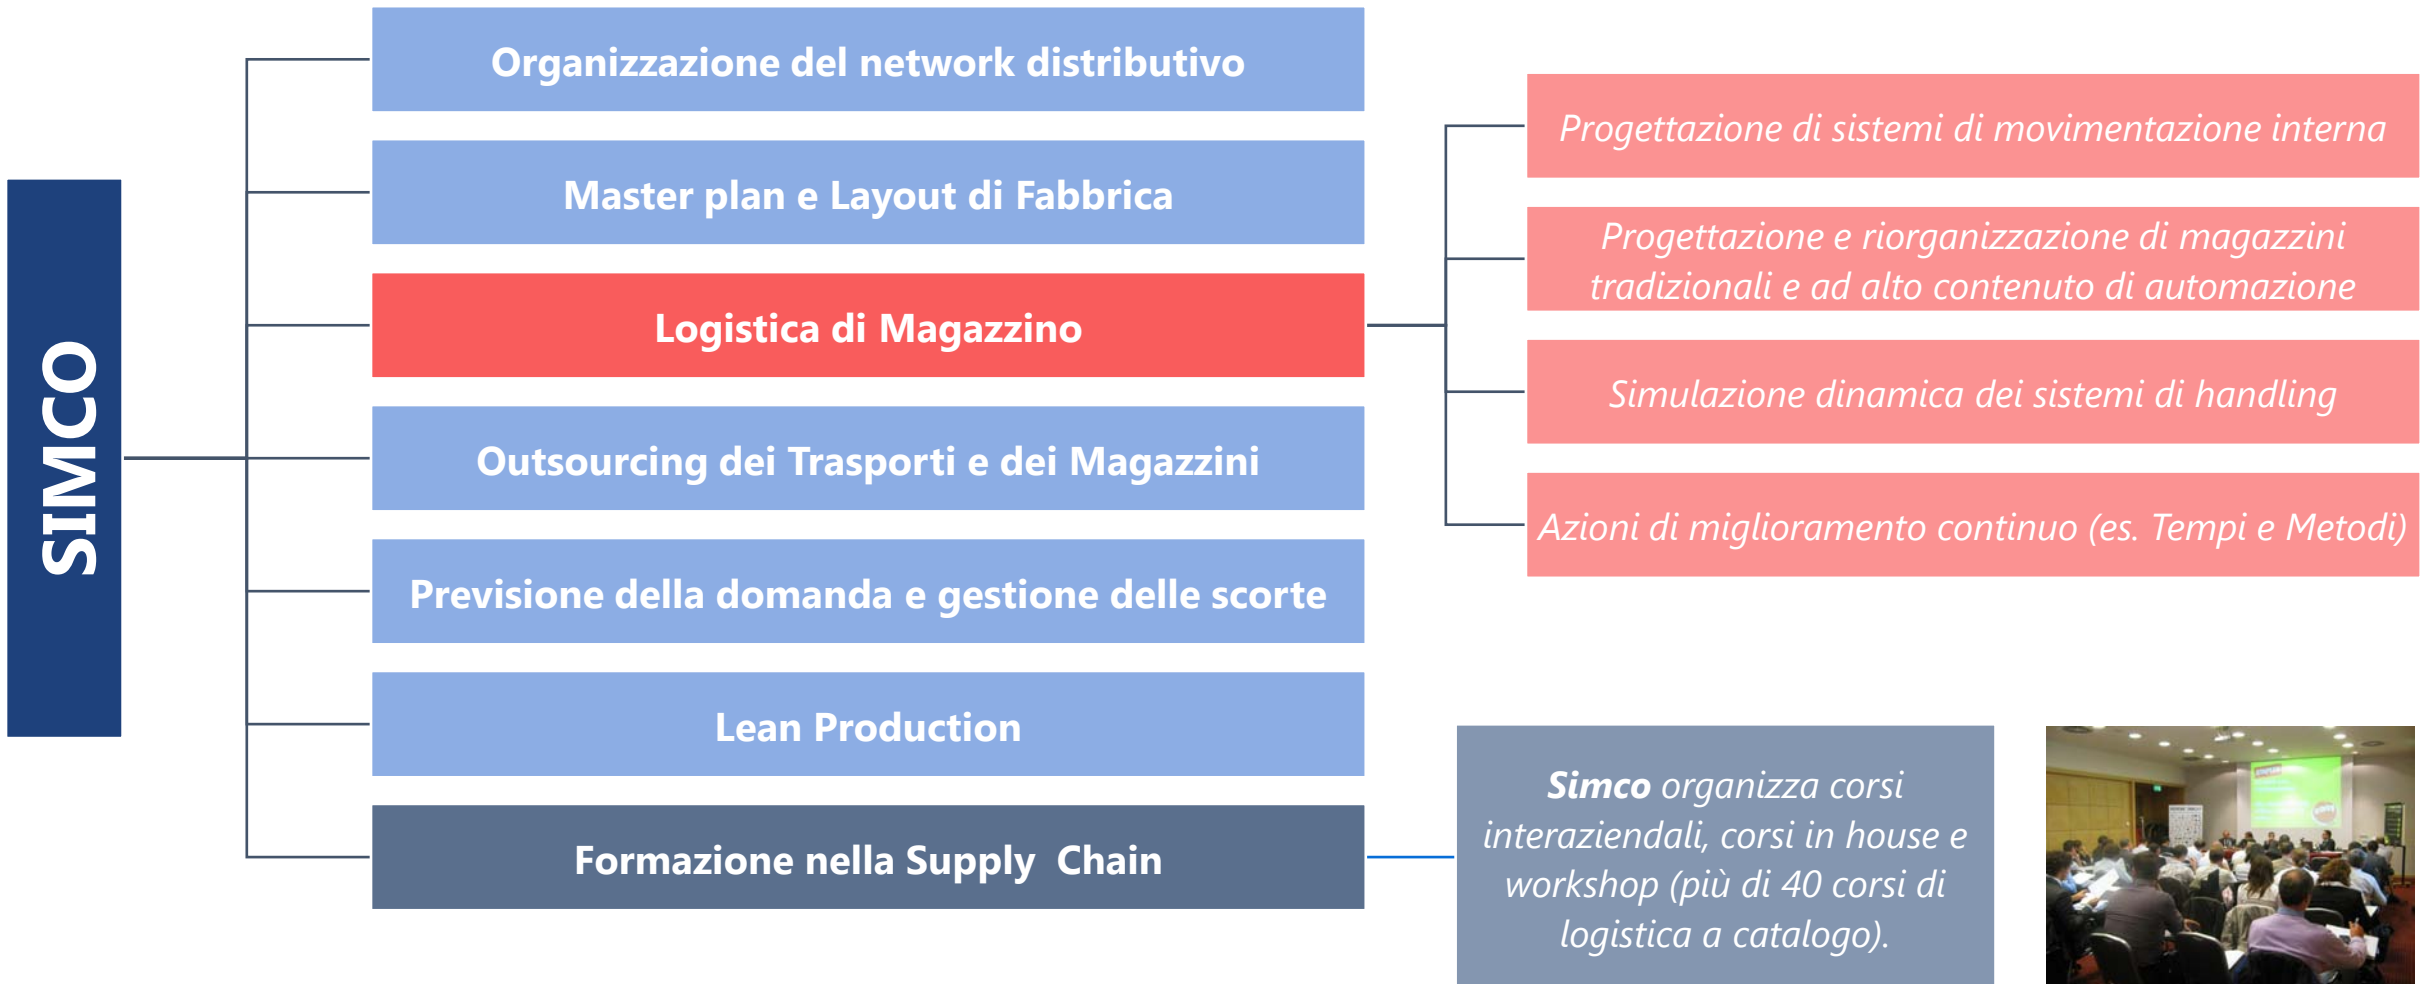 SIMCO
Organizzazione del network distributivo
Master plan e Layout di Fabbrica
Logistica di Magazzino
Outsourcing dei Trasporti e dei Magazzini
Previsione della domanda e gestione delle scorte
Lean Production
Formazione nella Supply  Chain
Progettazione di sistemi di movimentazione interna
Progettazione e riorganizzazione di magazzini
tradizionali e ad alto contenuto di automazione
Simulazione dinamica dei sistemi di handling
Azioni di miglioramento continuo (es. Tempi e Metodi)
Simco organizza corsi
interaziendali, corsi in house e
workshop (più di 40 corsi di
logistica a catalogo).